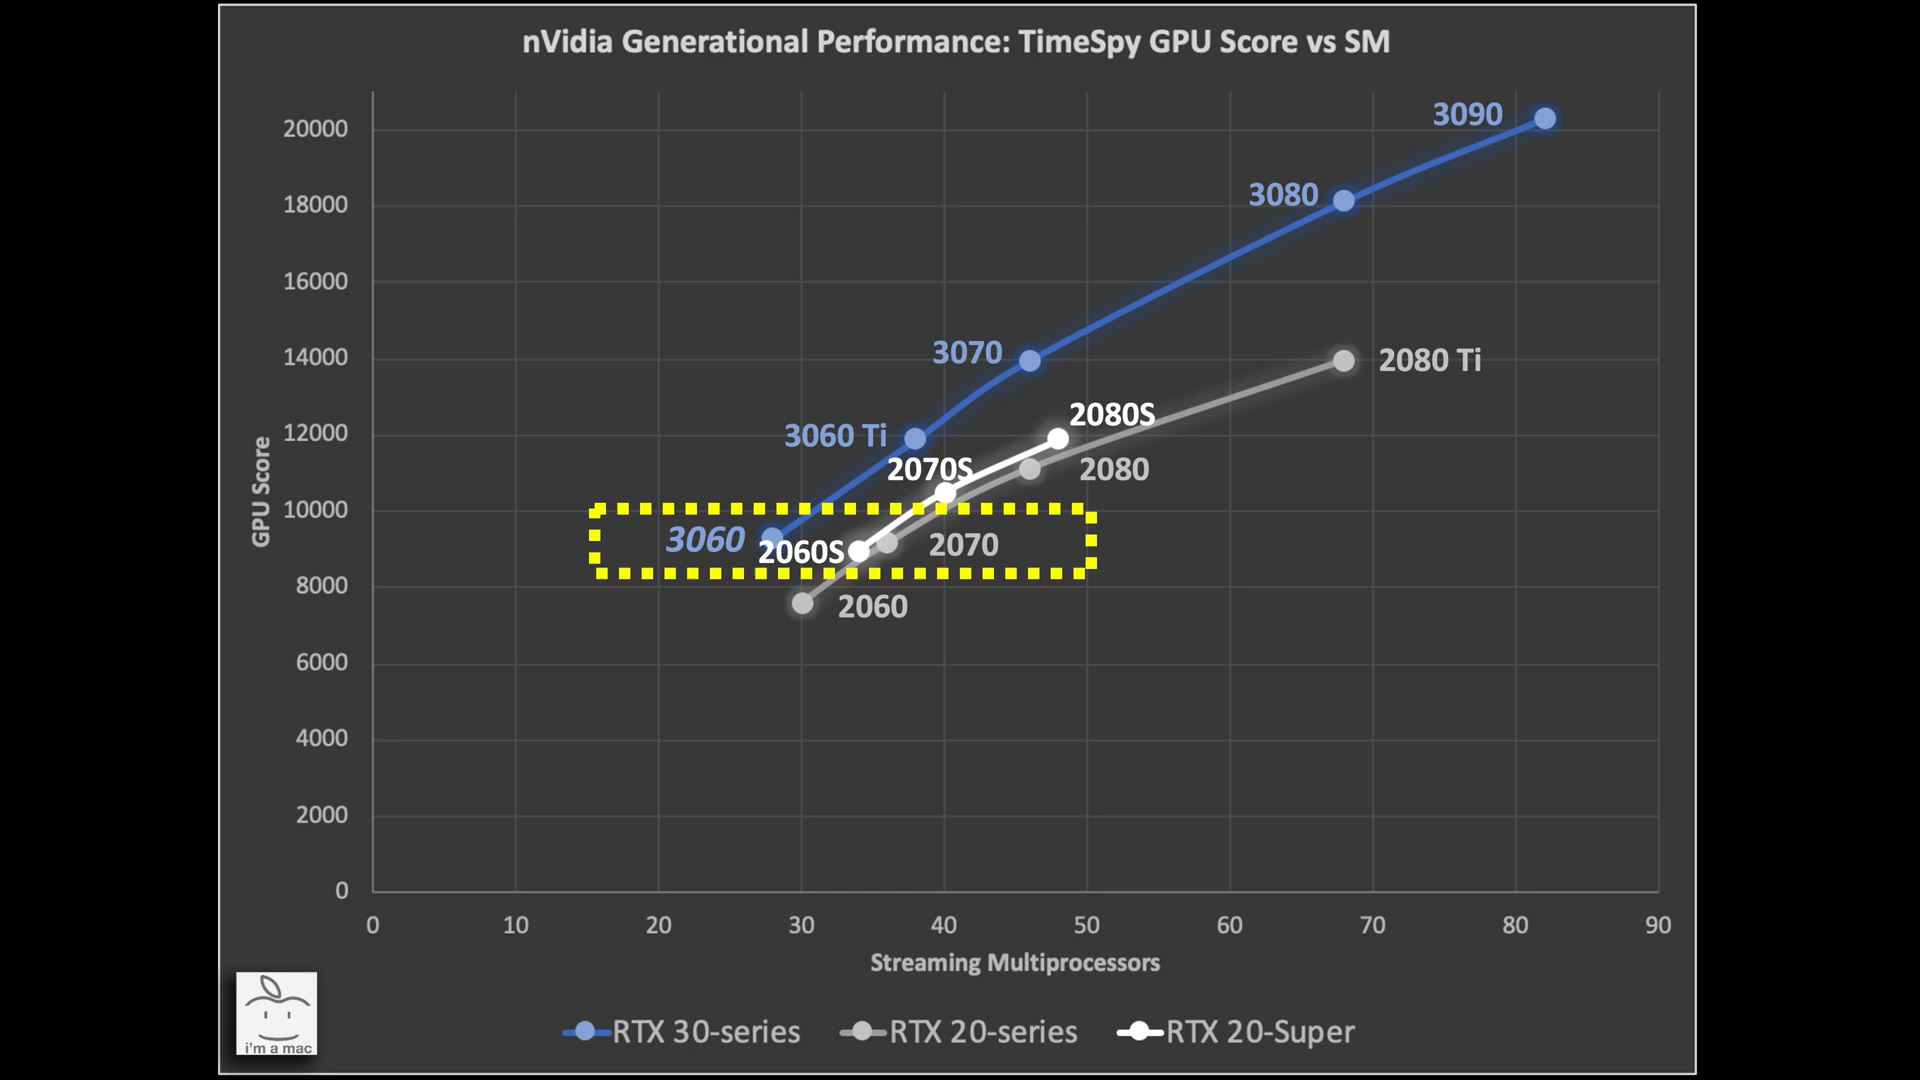 nVidia Generational Performance: TimeSpy GPU Score vs SM
20000
18000
16000
14000
12000
10000
8000
6000
4000
2000
0
GPU Score
3090
3080
3070
2080 Ti
3060 Ti
2080S
2070S
2080
3060
2060S
2070
2060
0 10 20 30 40 50 60 70 80 90
Streaming Multiprocessors
RTX 30-series RTX 20-series RTX 20-Super
i'm a mac